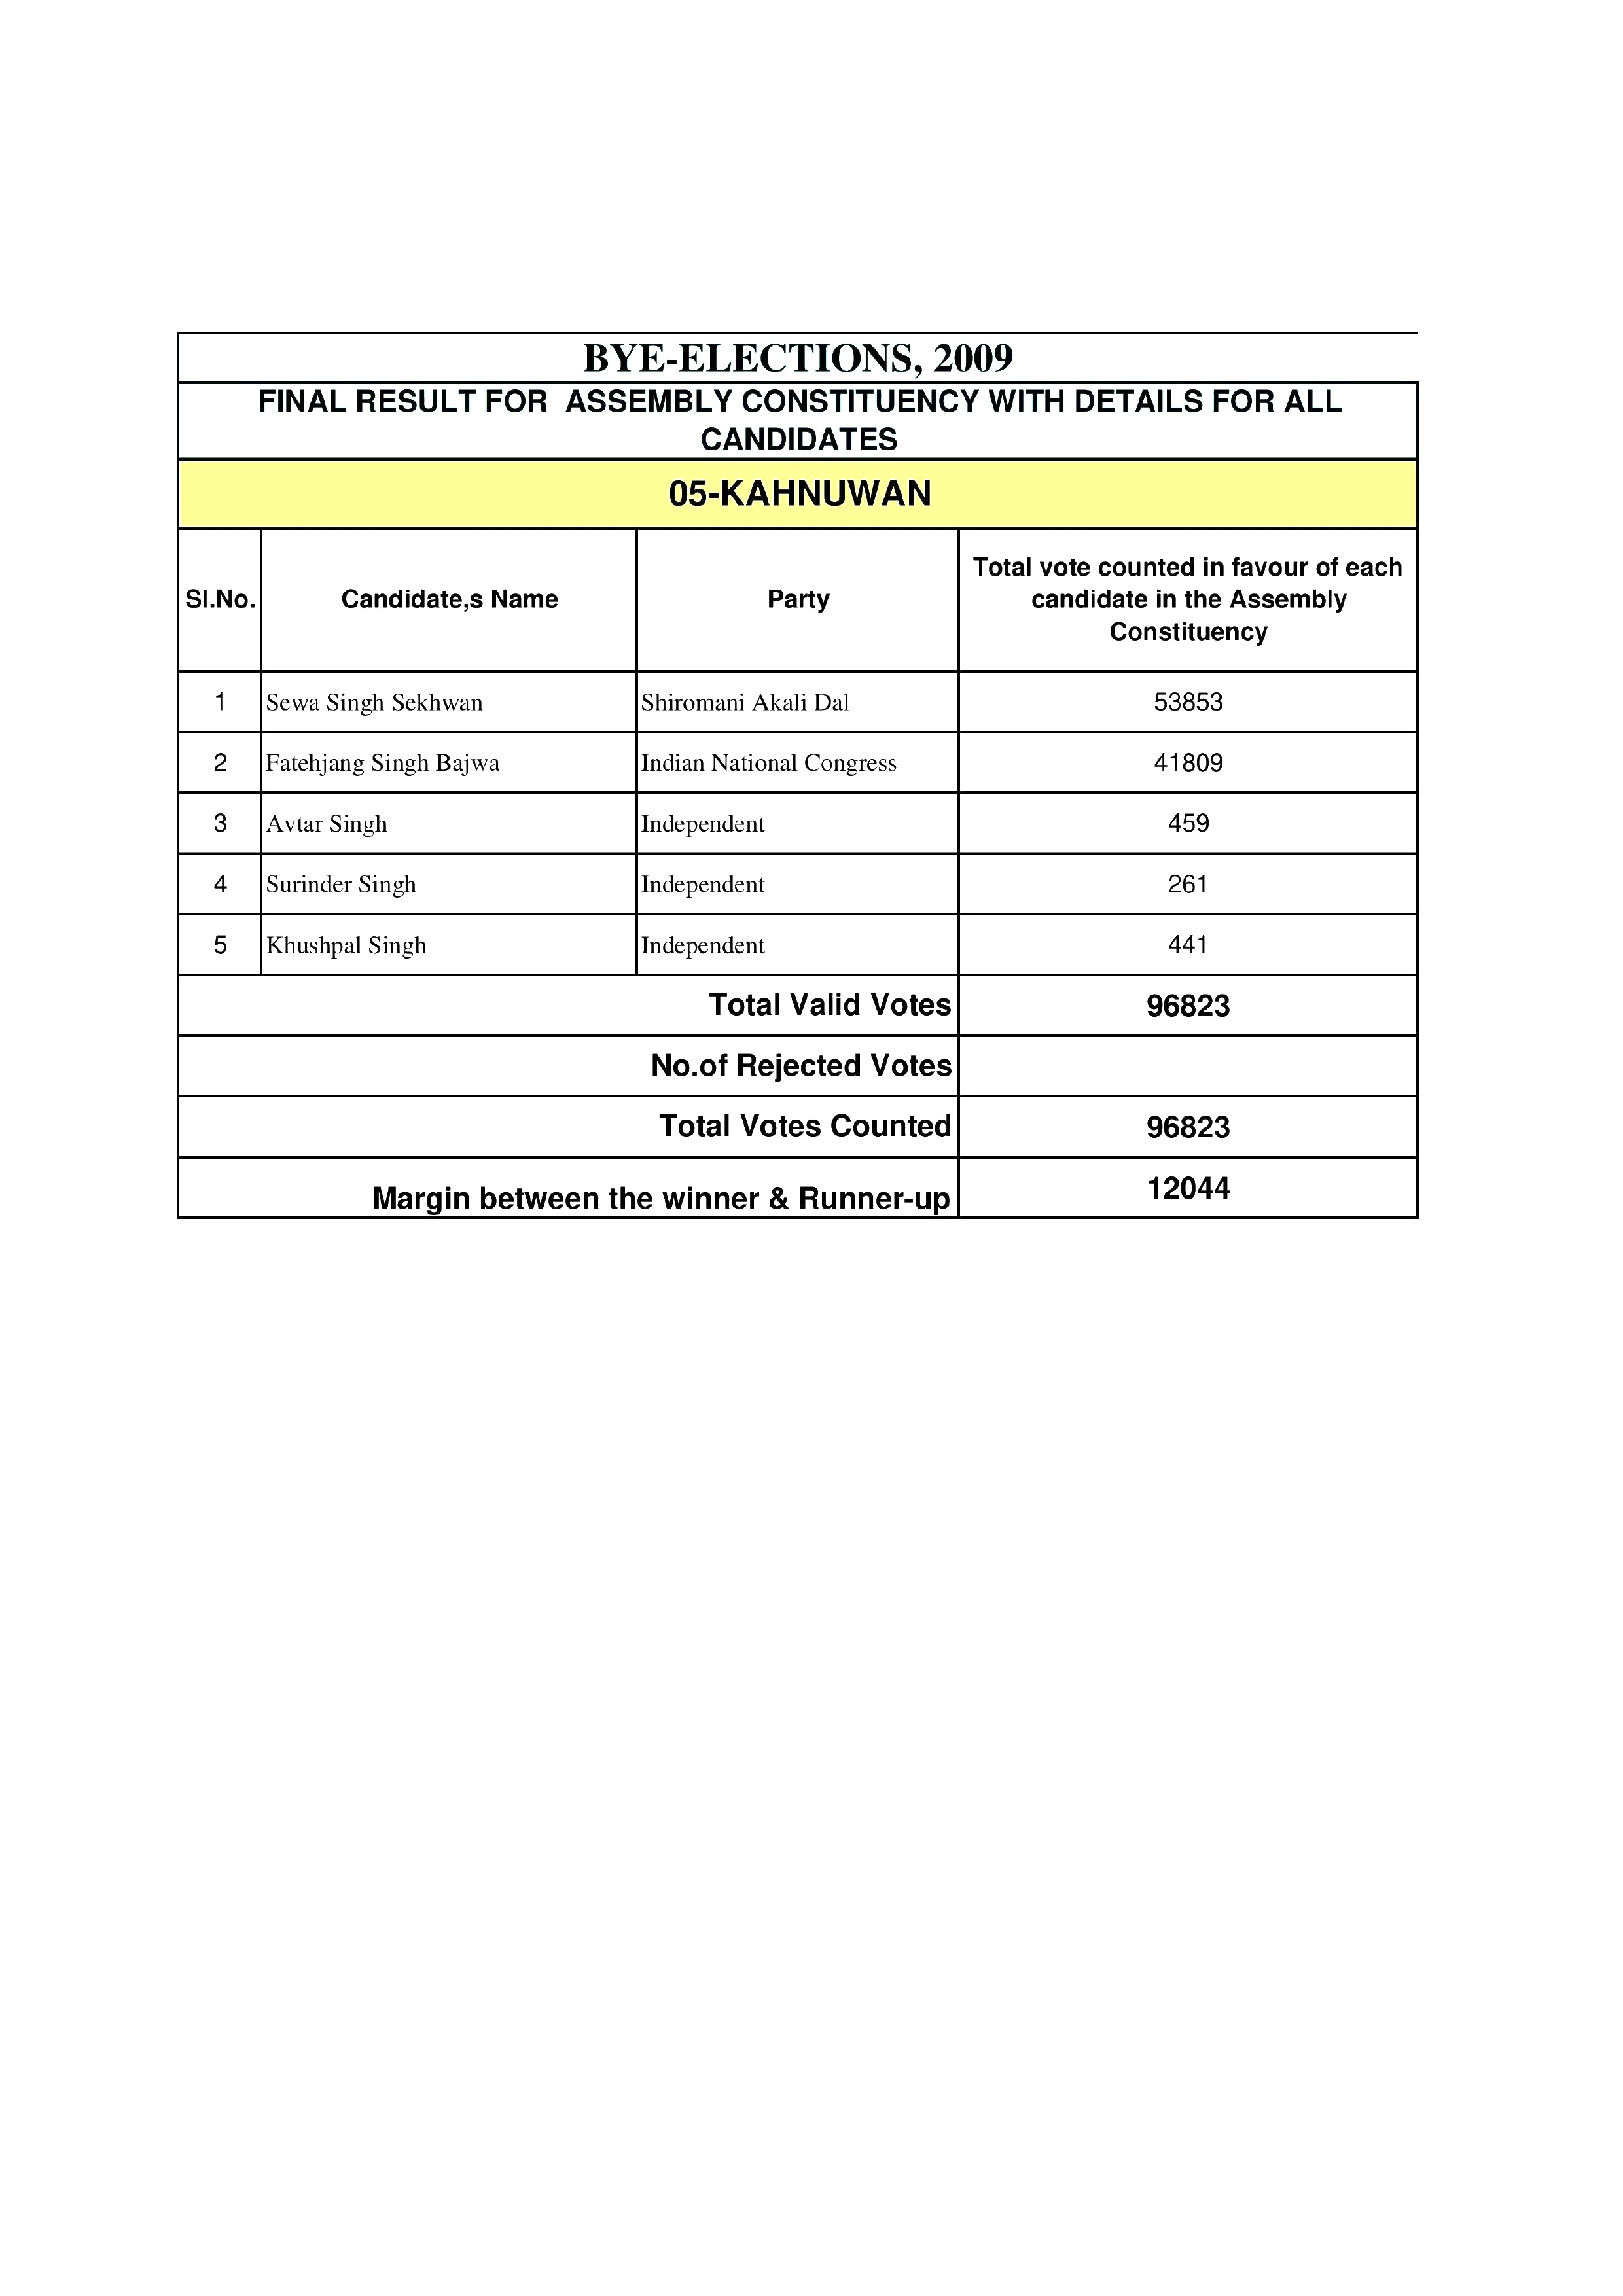 BYE-ELECTIONS, 2009
FINAL RESULT FOR ASSEMBLY CONSTITUENCY WITH DETAILS FOR ALL
CANDIDATES
05-KAHNUWAN
Sl.No. Candidate,s Name Party Total vote counted in favour of each
candidate in the Assembly
Constituency
1 Sewa Singh Sekhwan Shiromani Akali Dal 53853
2 Fatehjang Singh Bajwa Indian National Congress 41809
3 Avtar Singh Independent 459
4 Surinder Singh Independent 261
5 Khushpal Singh Independent 441
Total Valid Votes 96823
No.of Rejected Votes
Total Votes Counted 96823
Margin between the winner & Runner-up 12044